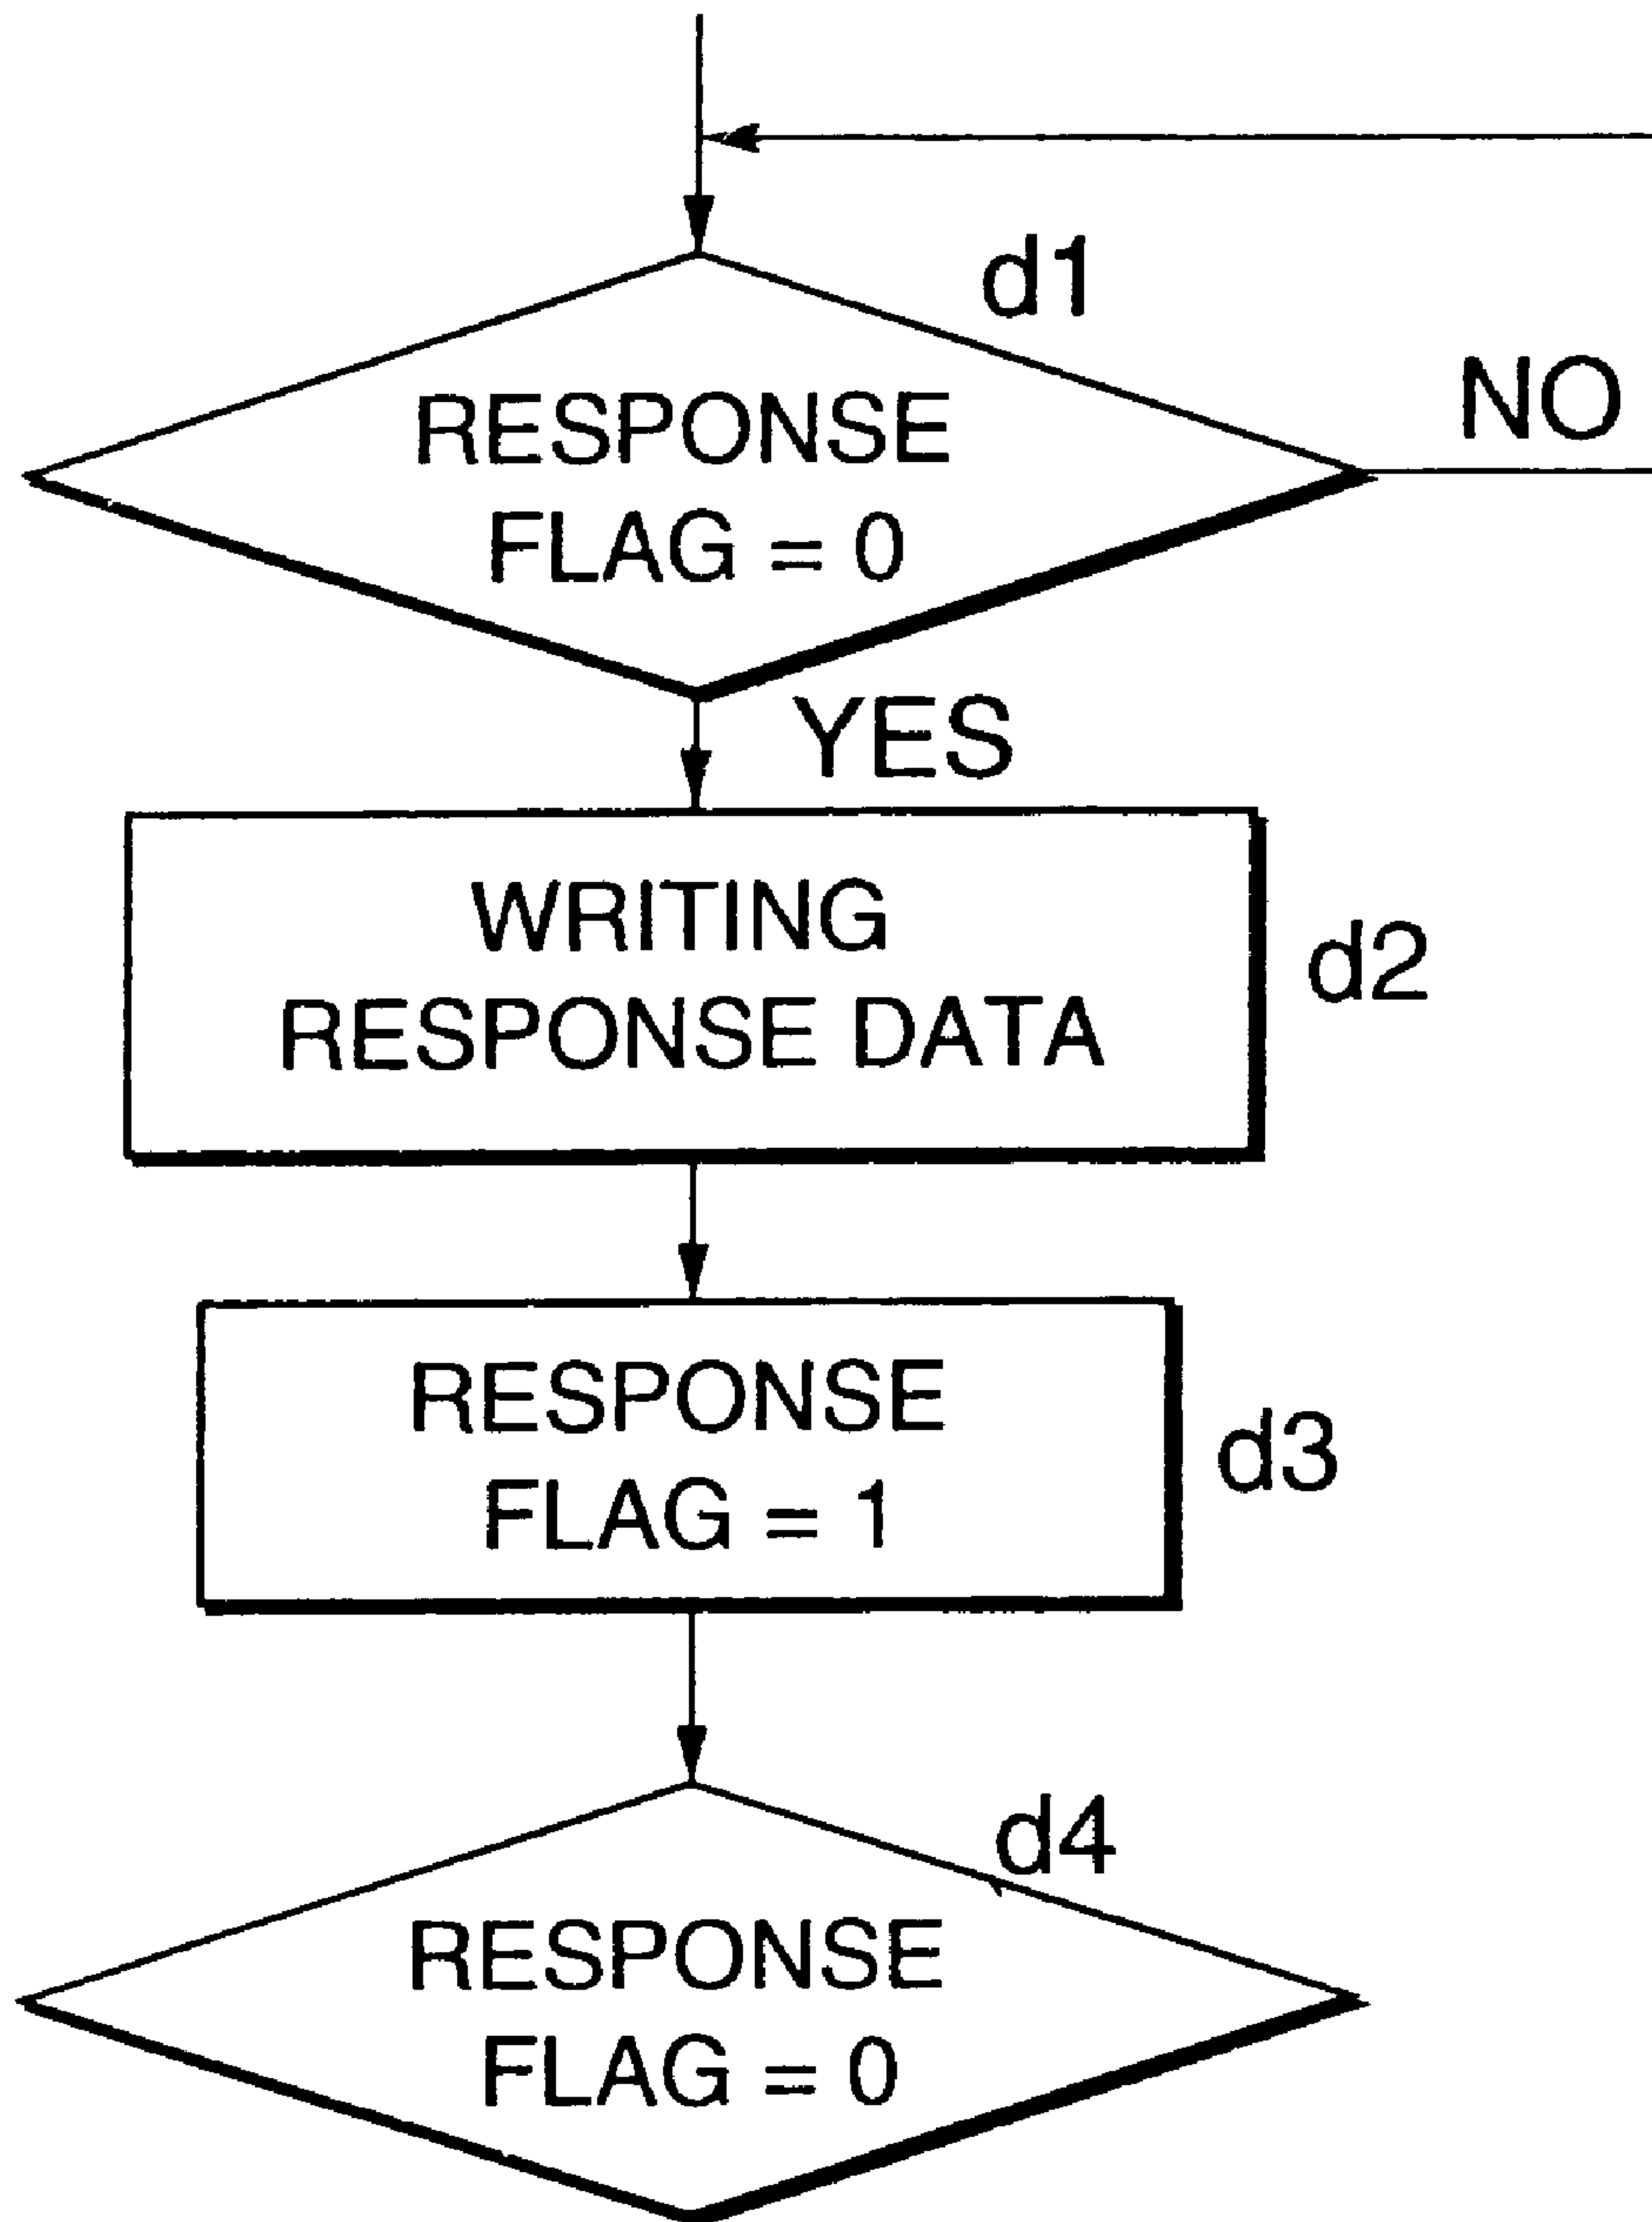 d1
RESPONSE
FLAG = 0
NO
YES
WRITING
RESPONSE DATA
d2
RESPONSE
FLAG = 1
d3
d4
RESPONSE
FLAG = 0